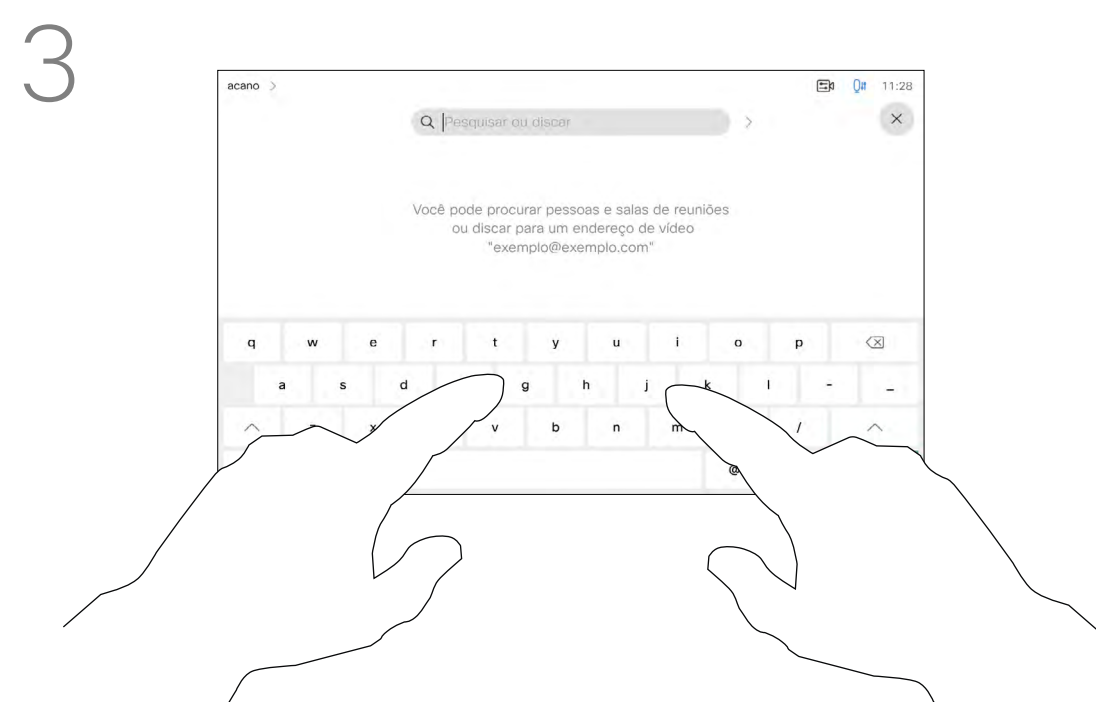 3
acano >
11:28
Pesquisar ou discar >
Você pode procurar pessoas e salas de reuniões
ou discar para um endereço de vídeo
"exemplo@exemplo.com"
q w e r t y u i o p
a s d g h j k l - _
x v b n m /
@